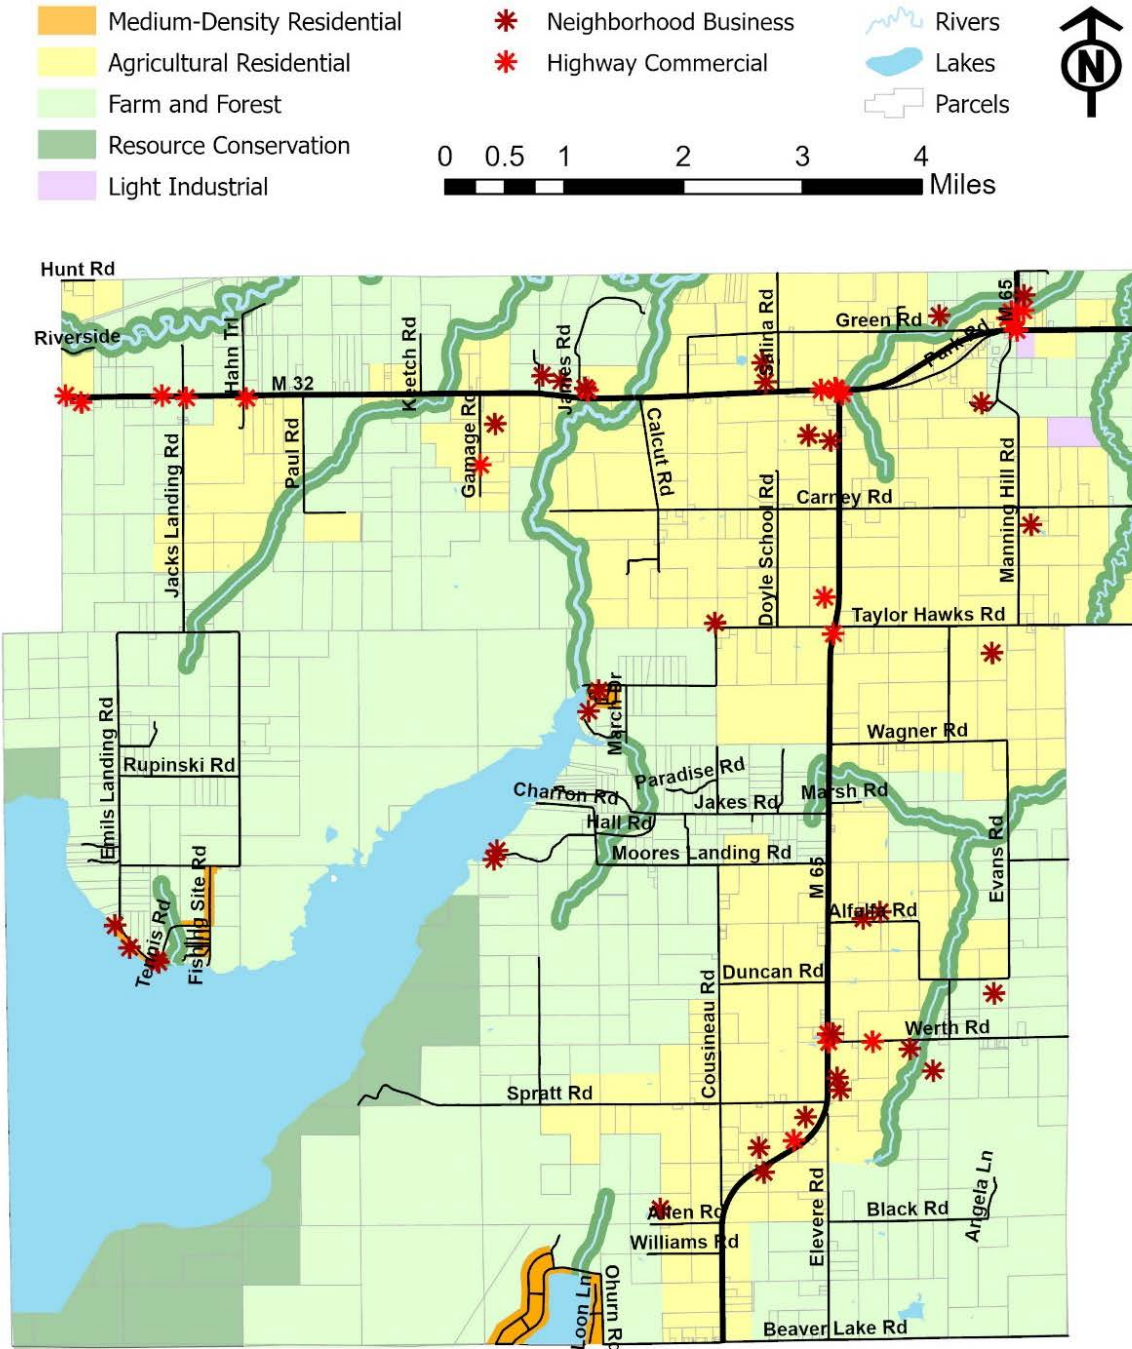 Medium-Density Residential
Agricultural Residential
Farm and Forest
Resource Conservation
Light Industrial
Neighborhood Business
Highway Commercial
Rivers
Lakes
Parcels
N
0 0.5 1 2 3 4
Miles
Hunt Rd
Riverside
Hahn Trl
M 32
Keetch Rd
James Rd
Salina Rd
Green Rd
Park Rd
M 65
Jacks Landing Rd
Paul Rd
Gamage Rd
Calcut Rd
Doyle School Rd
Carney Rd
Manning Hill Rd
Taylor Hawks Rd
Emils Landing Rd
Rupinski Rd
March Dr
Wagner Rd
Paradise Rd
Charron Rd
Jakes Rd
Marsh Rd
Hall Rd
Moores Landing Rd
M 65
Evans Rd
Fishing Site Rd
Tennis Rd
Alfalfa Rd
Duncan Rd
Cousineau Rd
Werth Rd
Spratt Rd
Elevere Rd
Angela Ln
Allen Rd
Black Rd
Williams Rd
Loon Ln
Ohurn Rd
Beaver Lake Rd